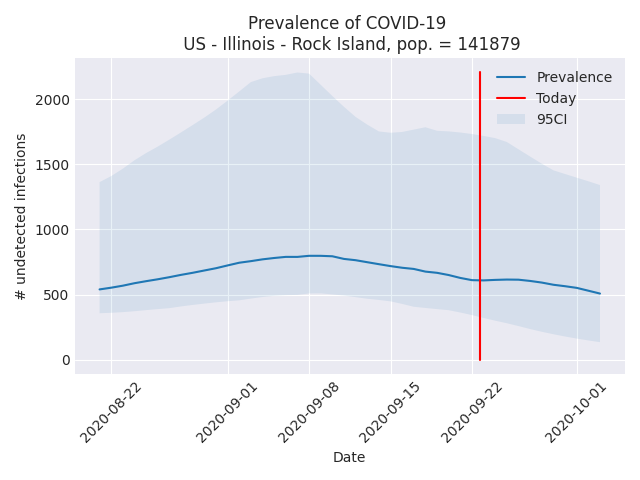 Prevalence of COVID-19
US - Illinois - Rock Island, pop. = 141879
Prevalence
Today
95CI
# undetected infections
2000
1500
1000
500
0
2020-08-22
2020-09-01
2020-09-08
2020-09-15
2020-09-22
2020-10-01
Date